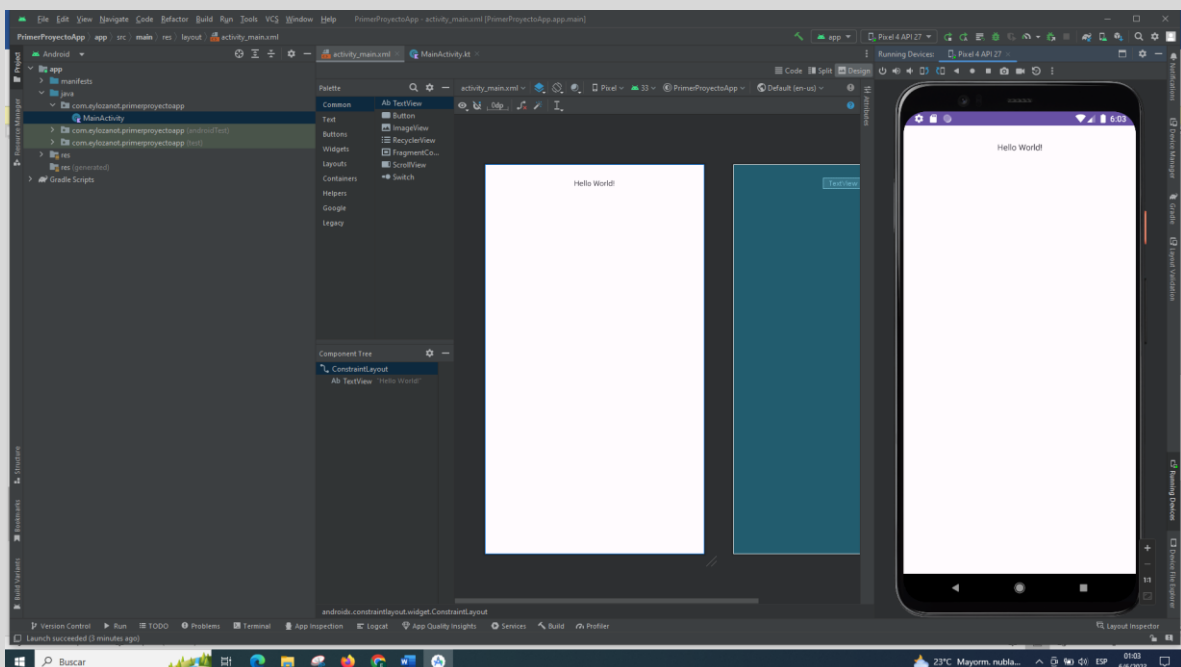 File Edit View Navigate Code Refactor Build Run Tools VCS Window Help PrimerProyectoApp - activity_main.xml [PrimerProyectoApp.app.main]
PrimerProyectoApp app src main res layout activity_main.xml
app Pixel 4 API 27
Android
activity_main.xml MainActivity.kt
Running Devices: Pixel 4 API 27
app
manifests
java
com.eylozanot.primerproyectoapp
MainActivity
com.eylozanot.primerproyectoapp (androidTest)
com.eylozanot.primerproyectoapp (test)
res
res (generated)
Gradle Scripts
Code Split Design
Palette
activity_main.xml Pixel 33 PrimerProyectoApp Default (en-us)
0dp
Common
Text
Buttons
Widgets
Layouts
Containers
Helpers
Google
Legacy
Ab TextView
Button
ImageView
RecyclerView
FragmentCo...
ScrollView
Switch
Hello World!
TextView
6:03
Hello World!
Component Tree
ConstraintLayout
Ab TextView "Hello World!"
androidx.constraintlayout.widget.ConstraintLayout
Project
Resource Manager
Structure
Bookmarks
Build Variants
Attributes
Notifications
Device Manager
Gradle
Layout Validation
Running Devices
Device File Explorer
1:1
Version Control Run TODO Problems Terminal App Inspection Logcat App Quality Insights Services Build Profiler Layout Inspector
Launch succeeded (3 minutes ago)
Buscar
23°C Mayorm. nubla... ESP 01:03